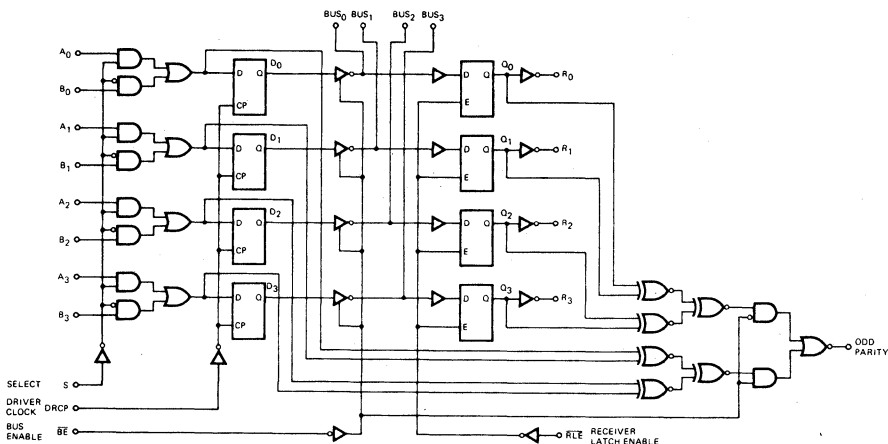 BUS0 BUS1 BUS2 BUS3
A0
B0
D Q
CP
D0
D Q
E
Q0
R0
A1
B1
D Q
CP
D1
D Q
E
Q1
R1
A2
B2
D Q
CP
D2
D Q
E
Q2
R2
A3
B3
D Q
CP
D3
D Q
E
Q3
R3
ODD
PARITY
SELECT S
DRIVER
CLOCK DRCP
BUS
ENABLE B̅E̅
R̅L̅E̅ RECEIVER
LATCH ENABLE